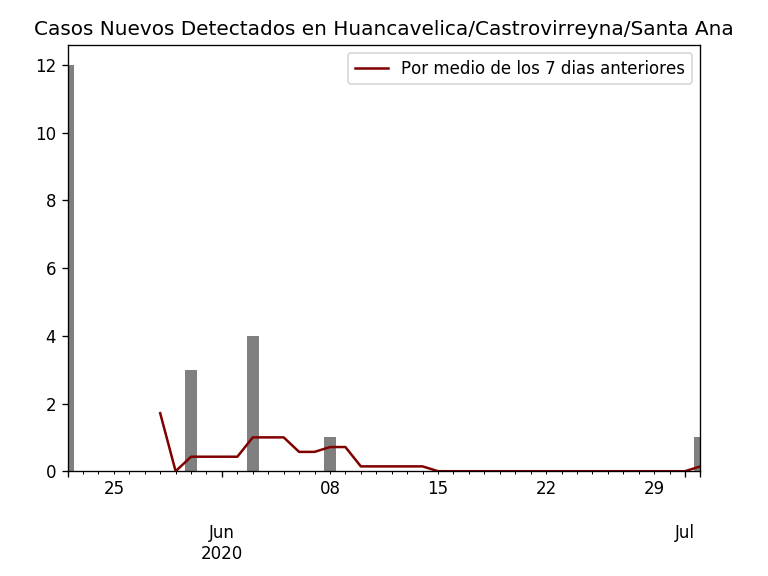 Casos Nuevos Detectados en Huancavelica/Castrovirreyna/Santa Ana
Por medio de los 7 dias anteriores
12
10
8
6
4
2
0
25 08 15 22 29
Jun Jul
2020